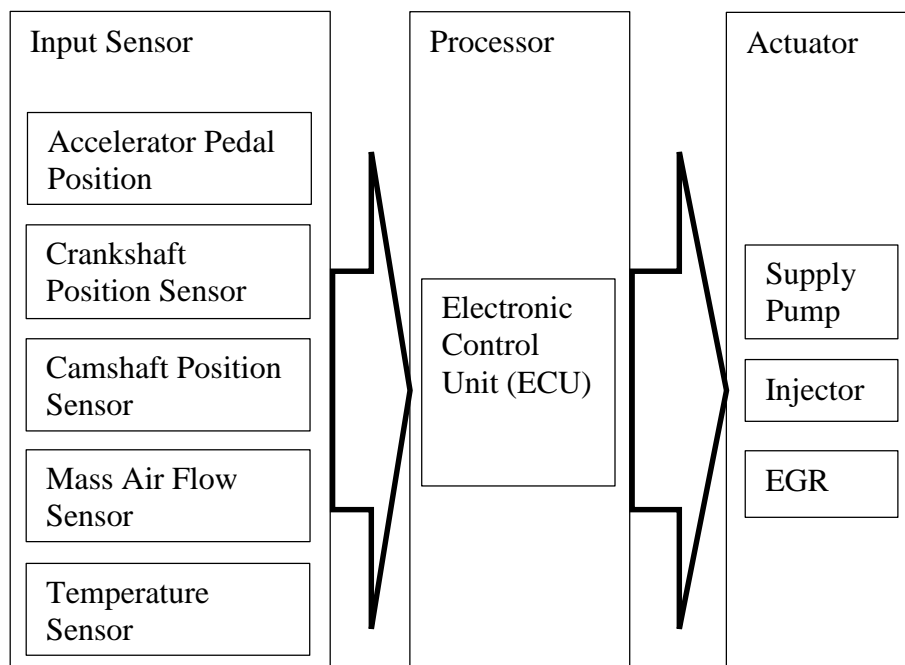 Input Sensor
Accelerator Pedal
Position
Crankshaft
Position Sensor
Camshaft Position
Sensor
Mass Air Flow
Sensor
Temperature
Sensor
Processor
Electronic
Control
Unit (ECU)
Actuator
Supply
Pump
Injector
EGR